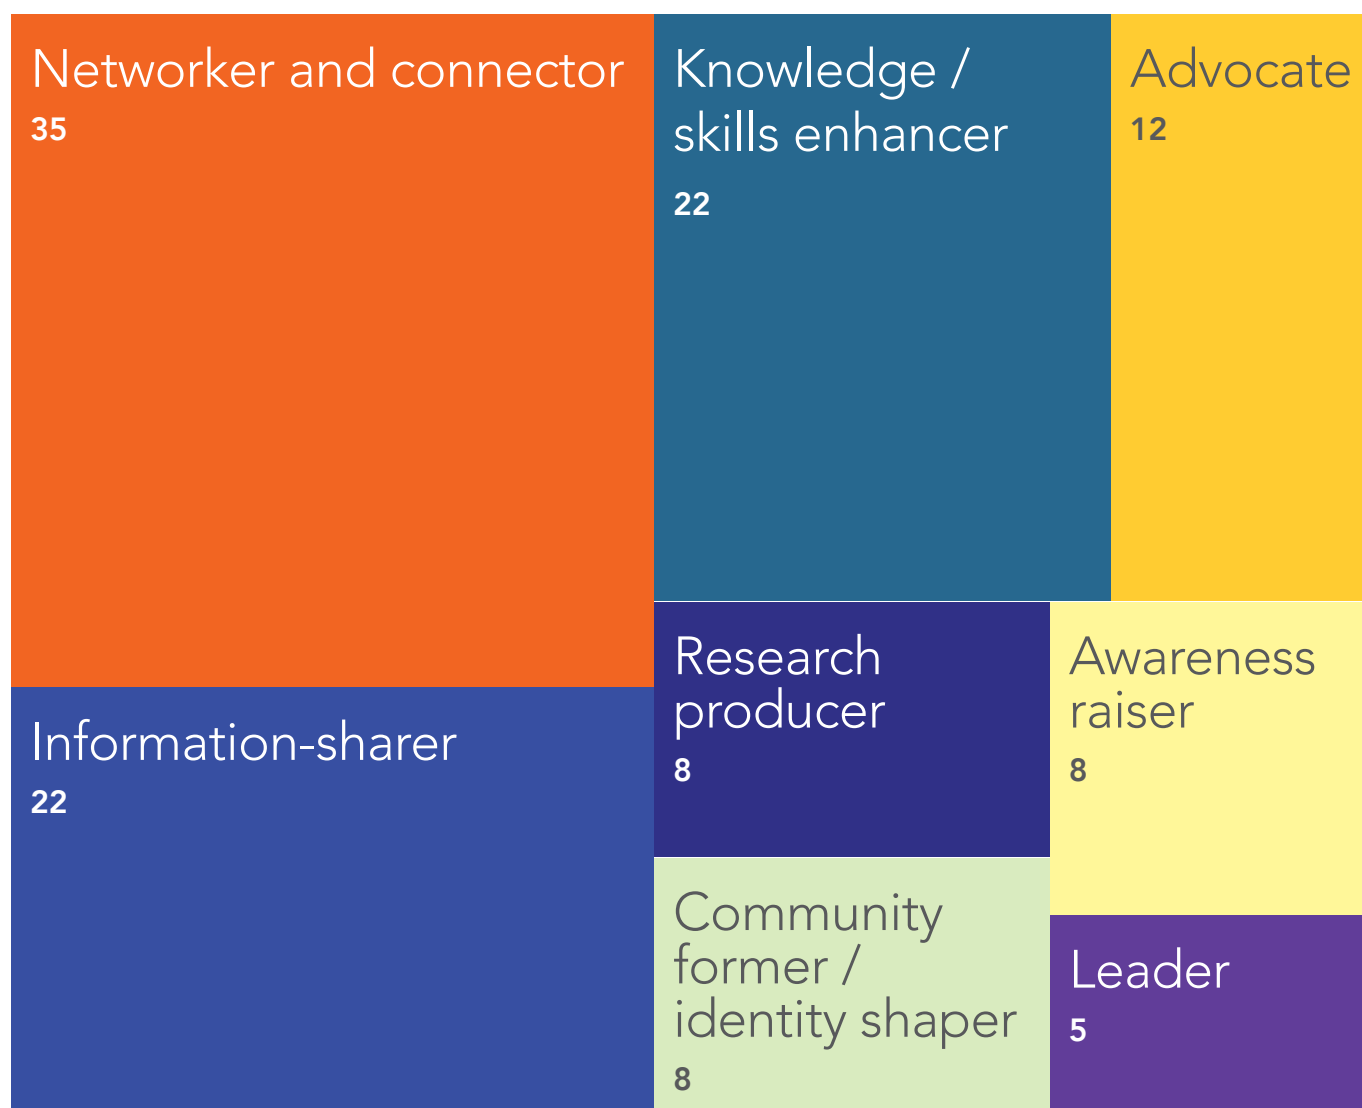 Networker and connector
35
Knowledge /
skills enhancer
22
Advocate
12
Information-sharer
22
Research
producer
8
Awareness
raiser
8
Community
former /
identity shaper
8
Leader
5